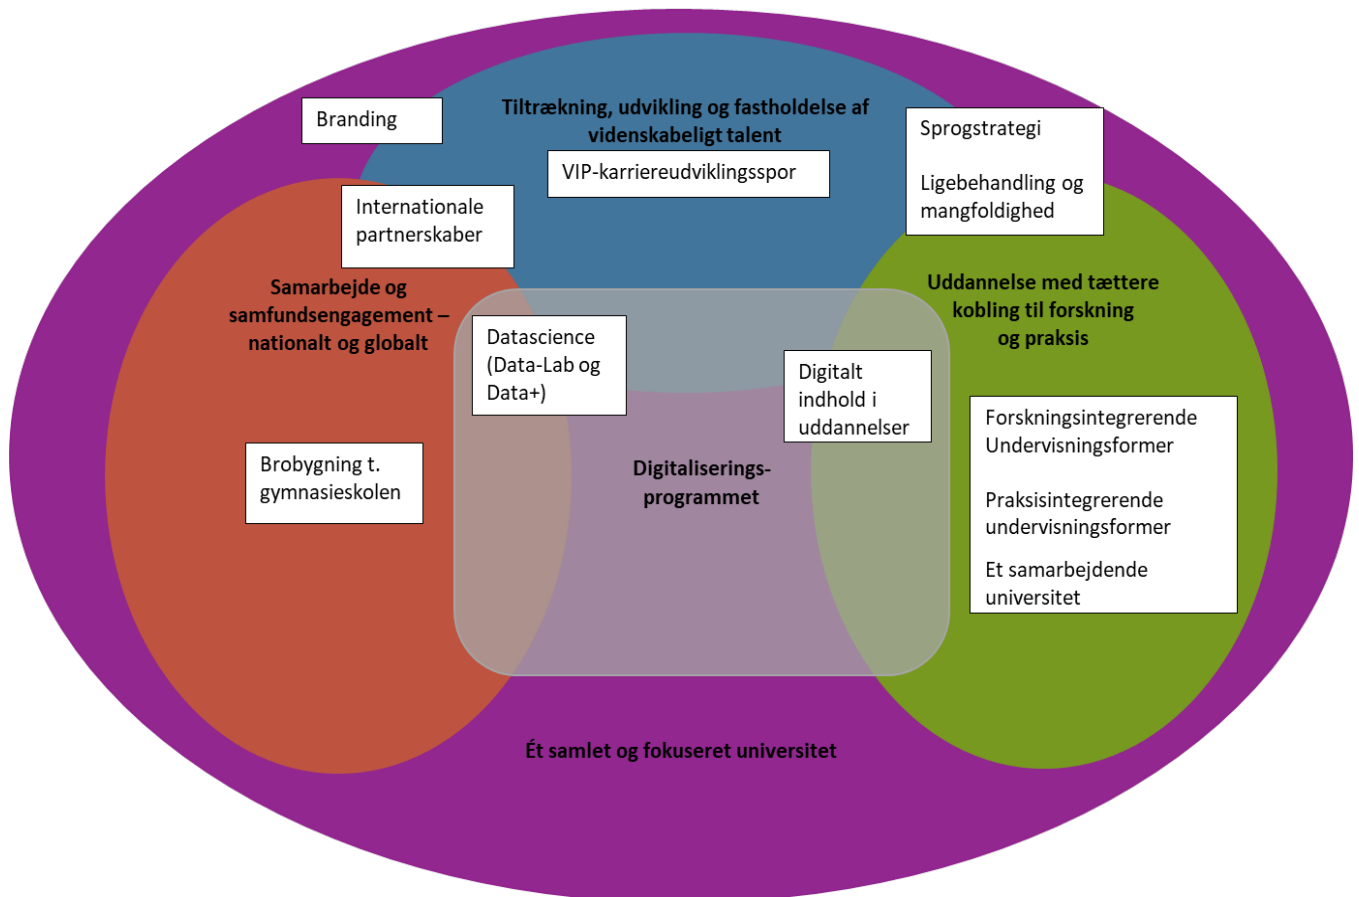 Branding
Tiltrækning, udvikling og fastholdelse af
videnskabeligt talent
VIP-karriereudviklingsspor
Sprogstrategi
Ligebehandling og
mangfoldighed
Internationale
partnerskaber
Samarbejde og
samfundsengagement –
nationalt og globalt
Uddannelse med tættere
kobling til forskning
og praksis
Datascience
(Data-Lab og
Data+)
Digitalt
indhold i
uddannelser
Brobygning t.
gymnasieskolen
Digitaliserings-
programmet
Forskningsintegrerende
Undervisningsformer
Praksisintegrerende
undervisningsformer
Et samarbejdende
universitet
Ét samlet og fokuseret universitet